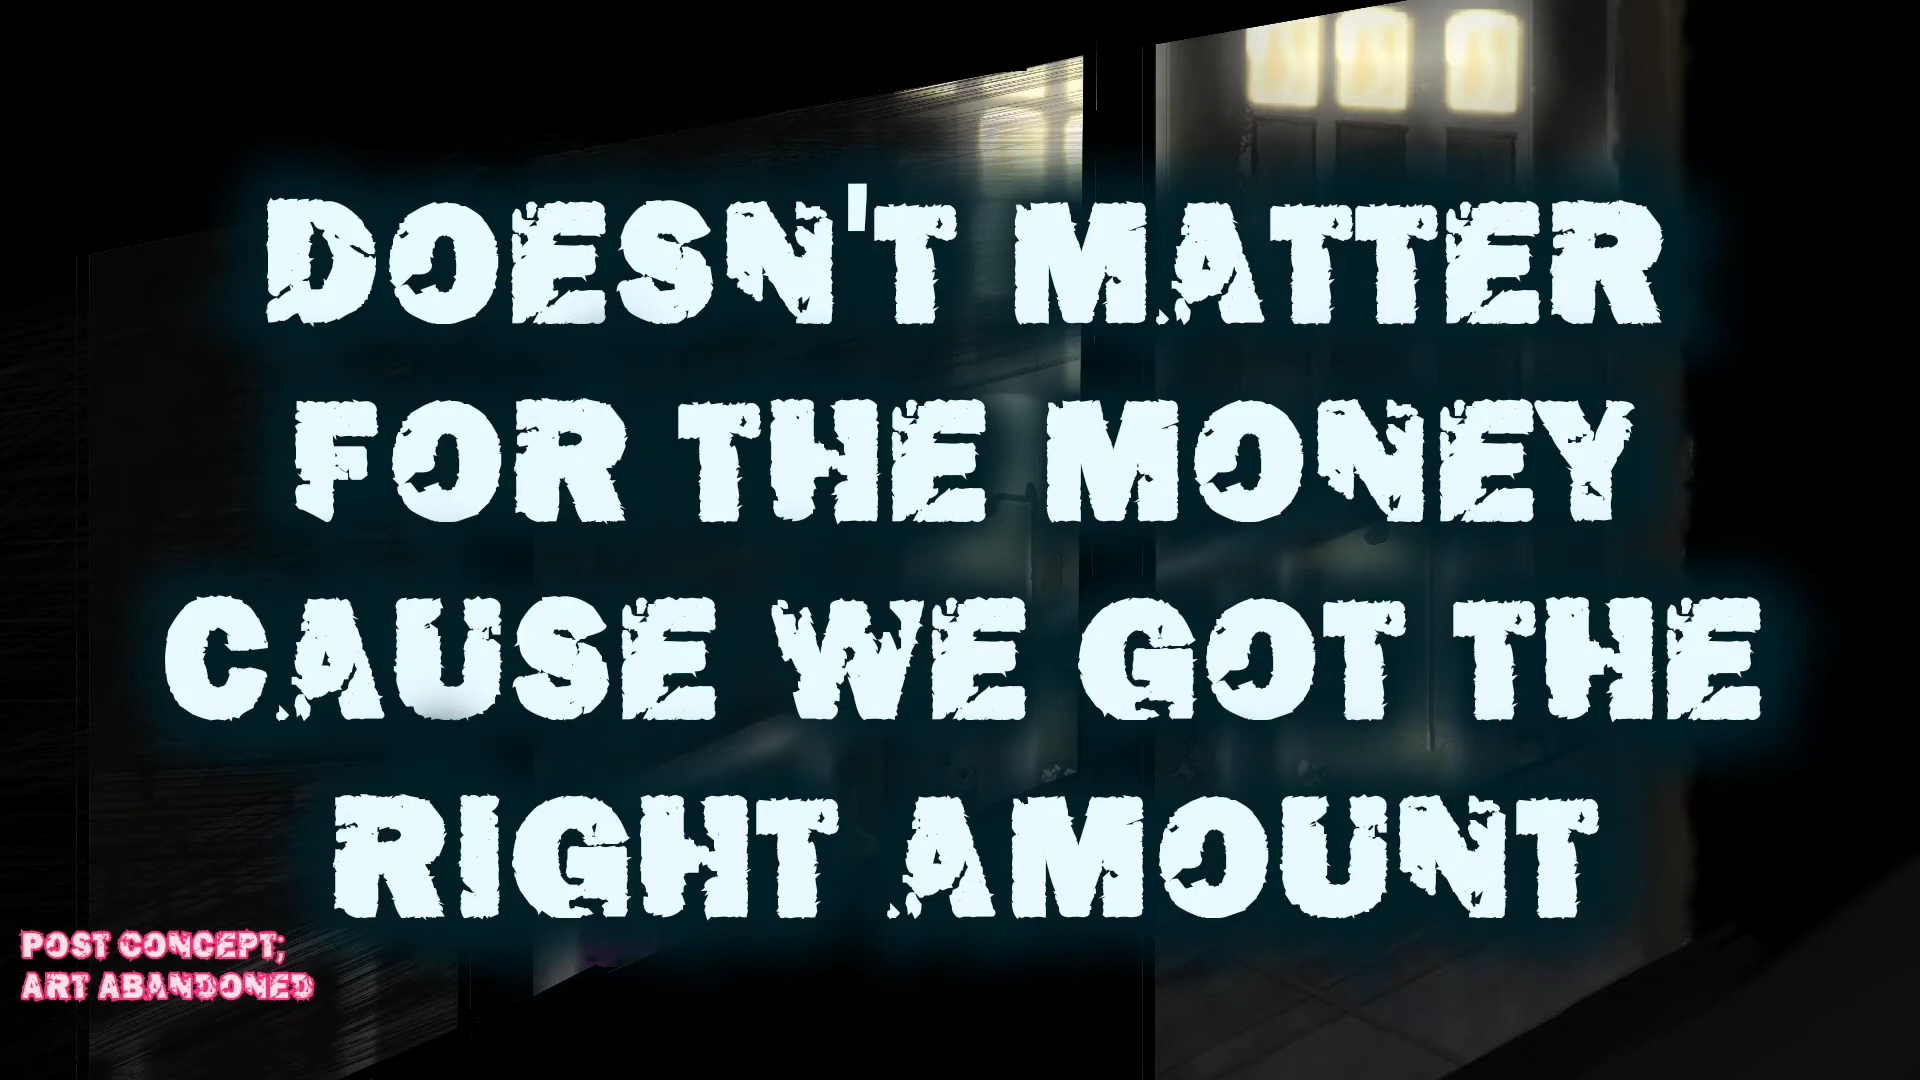 DOESN'T MATTER
FOR THE MONEY
CAUSE WE GOT THE
RIGHT AMOUNT
POST CONCEPT;
ART ABANDONED